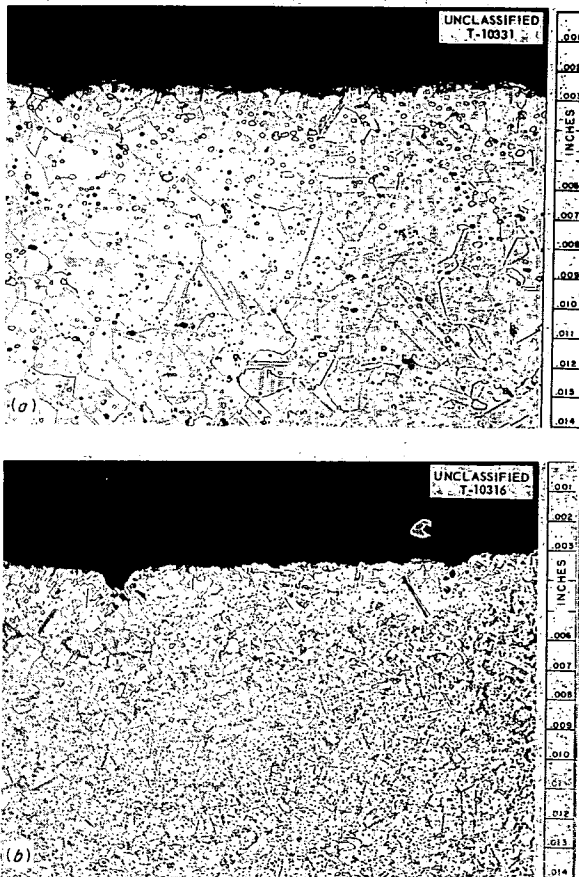 UNCLASSIFIED
T-10331
.002
.003
INCHES
.006
.007
.008
.009
.010
.011
.012
.013
.014
(a)
UNCLASSIFIED
T-10316
.001
.002
.003
INCHES
.006
.007
.008
.009
.010
.012
.013
.014
(b)